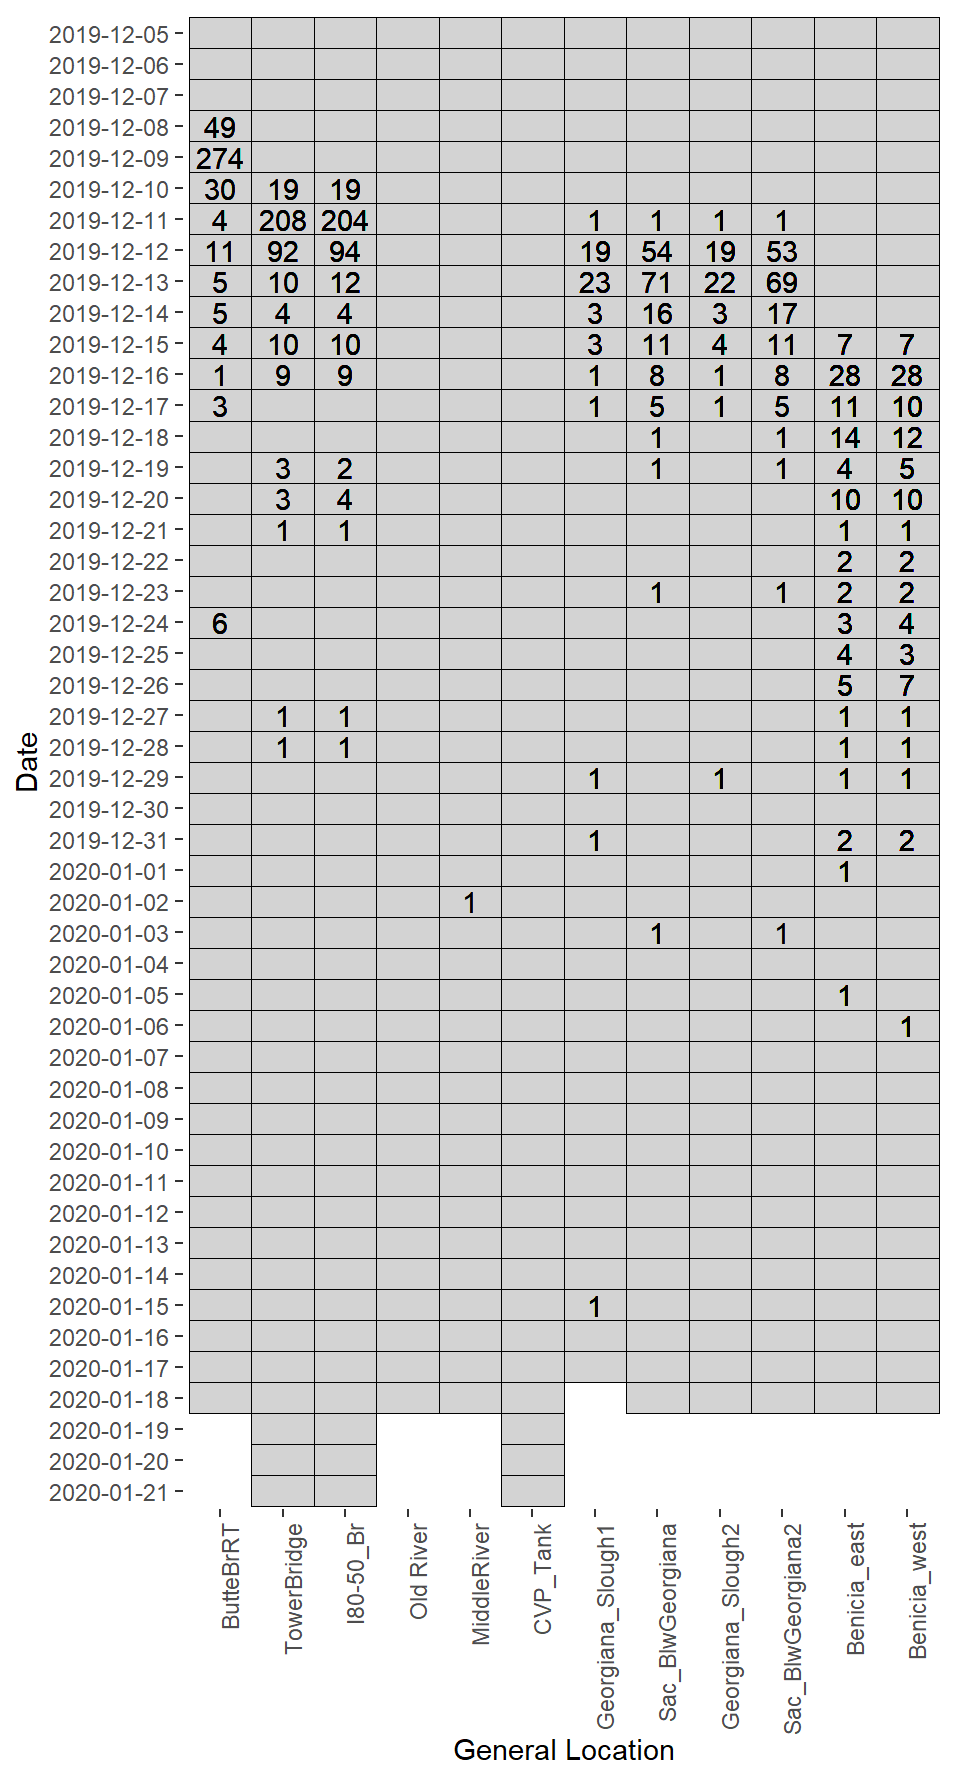 2019-12-05
2019-12-06
2019-12-07
2019-12-08 49
2019-12-09 274
2019-12-10 30 19 19
2019-12-11 4 208 204 1 1 1 1
2019-12-12 11 92 94 19 54 19 53
2019-12-13 5 10 12 23 71 22 69
2019-12-14 5 4 4 3 16 3 17
2019-12-15 4 10 10 3 11 4 11 7 7
2019-12-16 1 9 9 1 8 1 8 28 28
2019-12-17 3 1 5 1 5 11 10
2019-12-18 1 1 14 12
2019-12-19 3 2 1 1 4 5
2019-12-20 3 4 10 10
2019-12-21 1 1 1 1
2019-12-22 2 2
2019-12-23 1 1 2 2
2019-12-24 6 3 4
2019-12-25 4 3
2019-12-26 5 7
2019-12-27 1 1 1 1
2019-12-28 1 1 1 1
2019-12-29 1 1 1 1
2019-12-30
2019-12-31 1 2 2
2020-01-01 1
2020-01-02 1
2020-01-03 1 1
2020-01-04
2020-01-05 1
2020-01-06 1
2020-01-07
2020-01-08
2020-01-09
2020-01-10
2020-01-11
2020-01-12
2020-01-13
2020-01-14
2020-01-15 1
2020-01-16
2020-01-17
2020-01-18
2020-01-19
2020-01-20
2020-01-21
Date
ButteBrRT
TowerBridge
I80-50_Br
Old River
MiddleRiver
CVP_Tank
Georgiana_Slough1
Sac_BlwGeorgiana
Georgiana_Slough2
Sac_BlwGeorgiana2
Benicia_east
Benicia_west
General Location